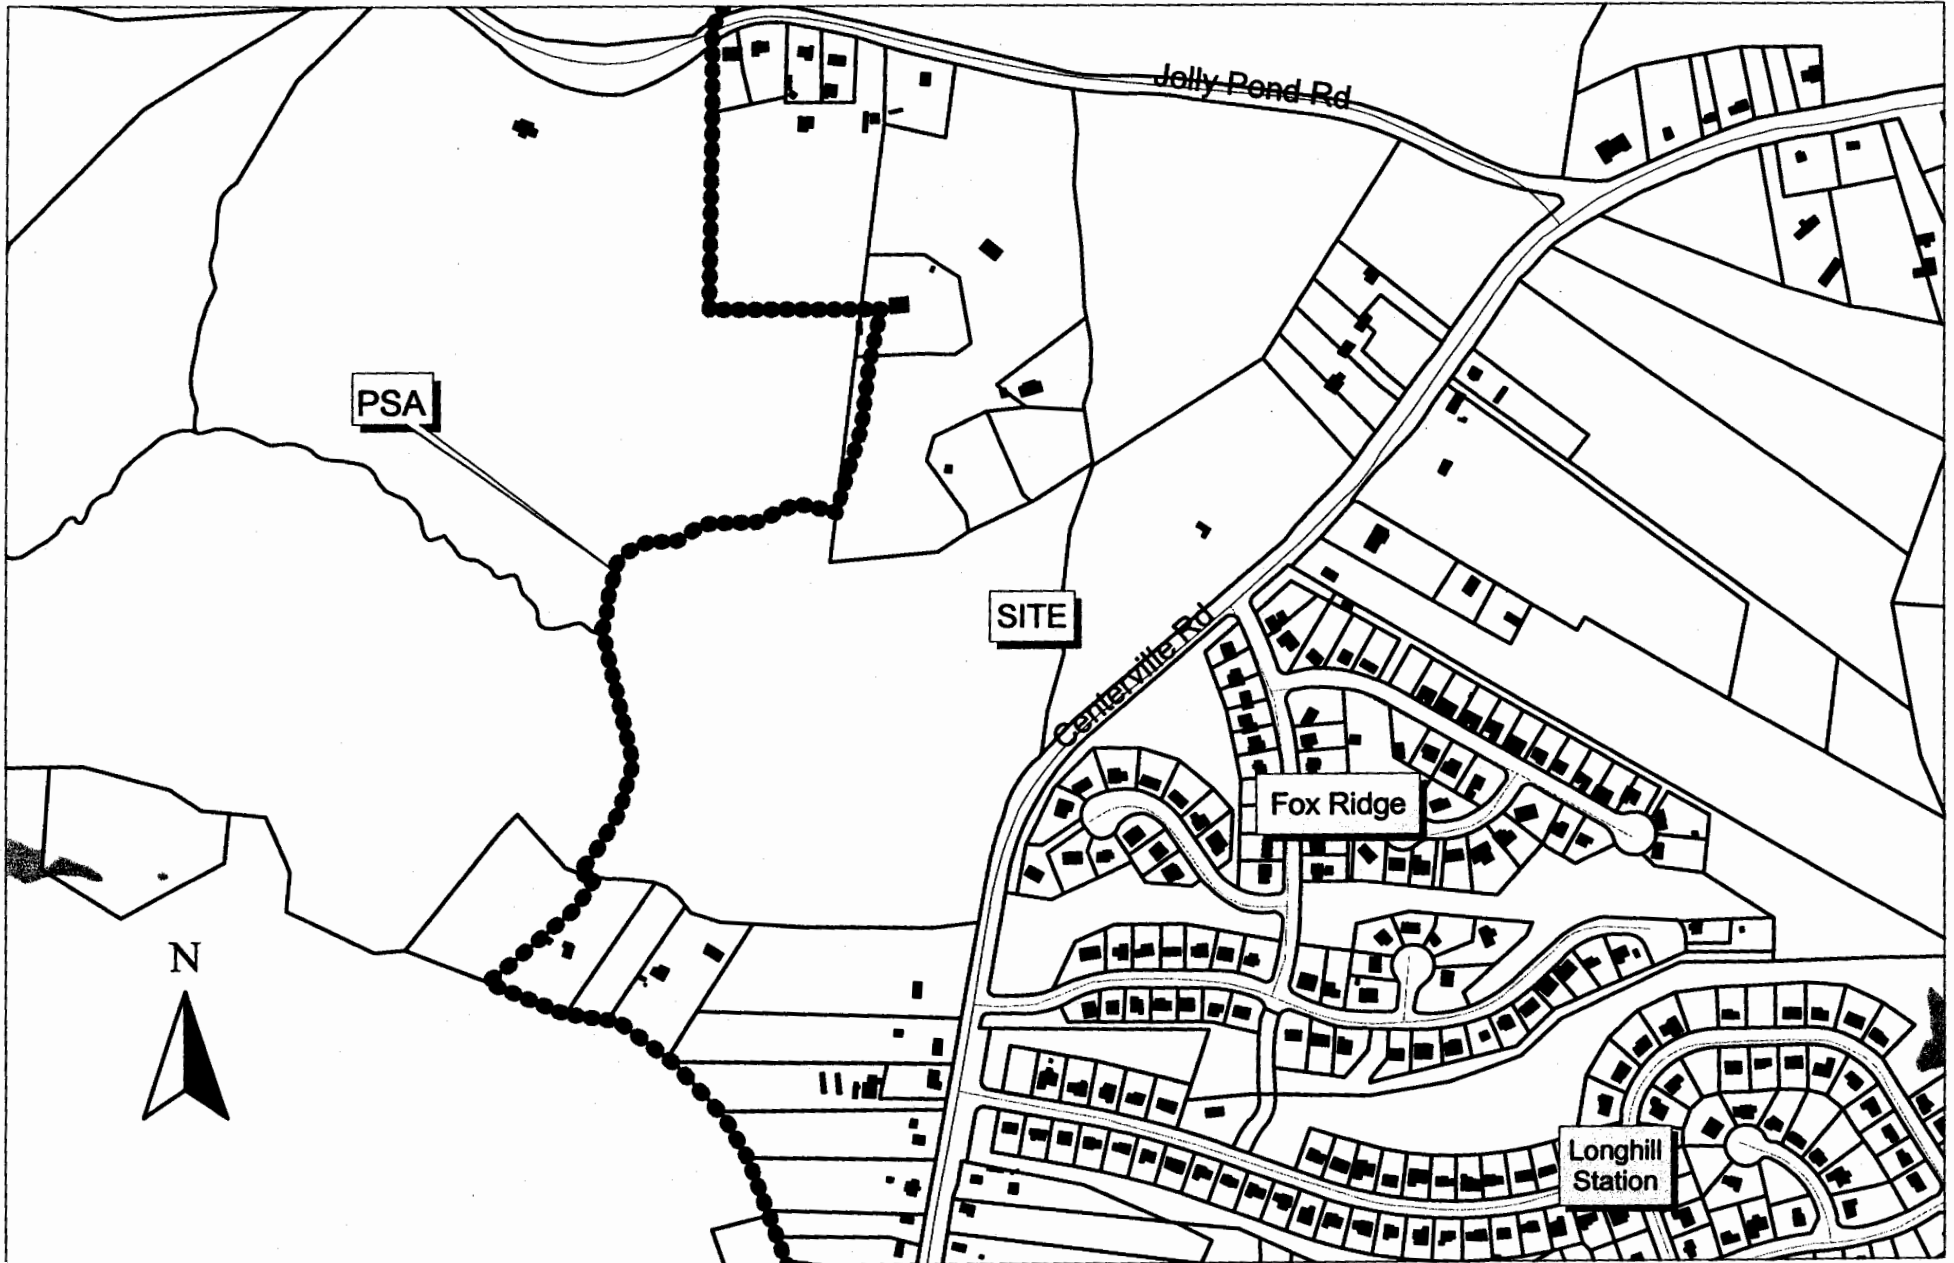 Jolly Pond Rd
PSA
SITE
Centerville Rd
Fox Ridge
N
Longhill
Station